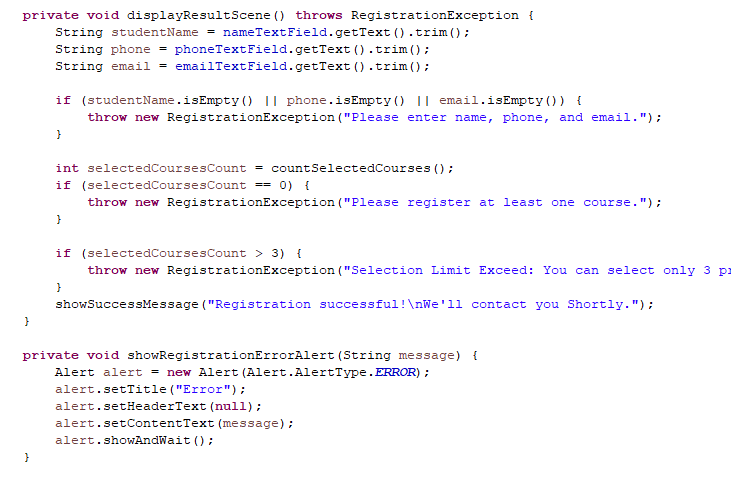 private void displayResultScene() throws RegistrationException {
    String studentName = nameTextField.getText().trim();
    String phone = phoneTextField.getText().trim();
    String email = emailTextField.getText().trim();

    if (studentName.isEmpty() || phone.isEmpty() || email.isEmpty()) {
        throw new RegistrationException("Please enter name, phone, and email.");
    }

    int selectedCoursesCount = countSelectedCourses();
    if (selectedCoursesCount == 0) {
        throw new RegistrationException("Please register at least one course.");
    }

    if (selectedCoursesCount > 3) {
        throw new RegistrationException("Selection Limit Exceed: You can select only 3
    }
    showSuccessMessage("Registration successful!\nWe'll contact you Shortly.");
}

private void showRegistrationErrorAlert(String message) {
    Alert alert = new Alert(Alert.AlertType.ERROR);
    alert.setTitle("Error");
    alert.setHeaderText(null);
    alert.setContentText(message);
    alert.showAndWait();
}